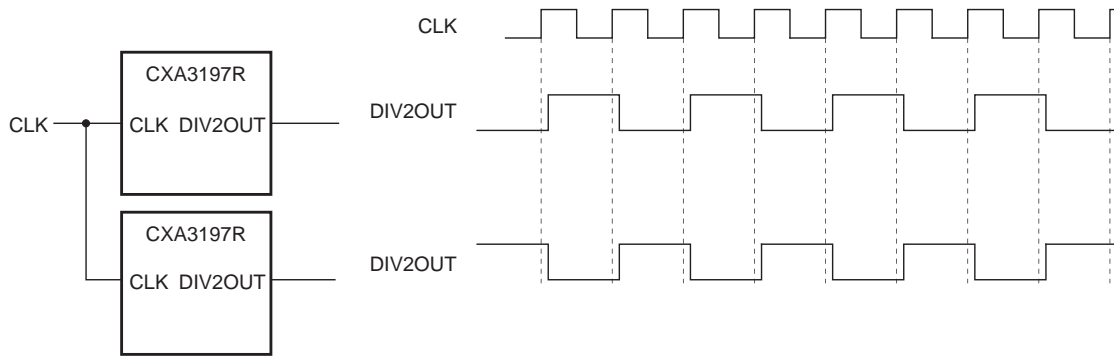 CLK
CXA3197R
CLK DIV2OUT
CXA3197R
CLK DIV2OUT
CLK
DIV2OUT
DIV2OUT